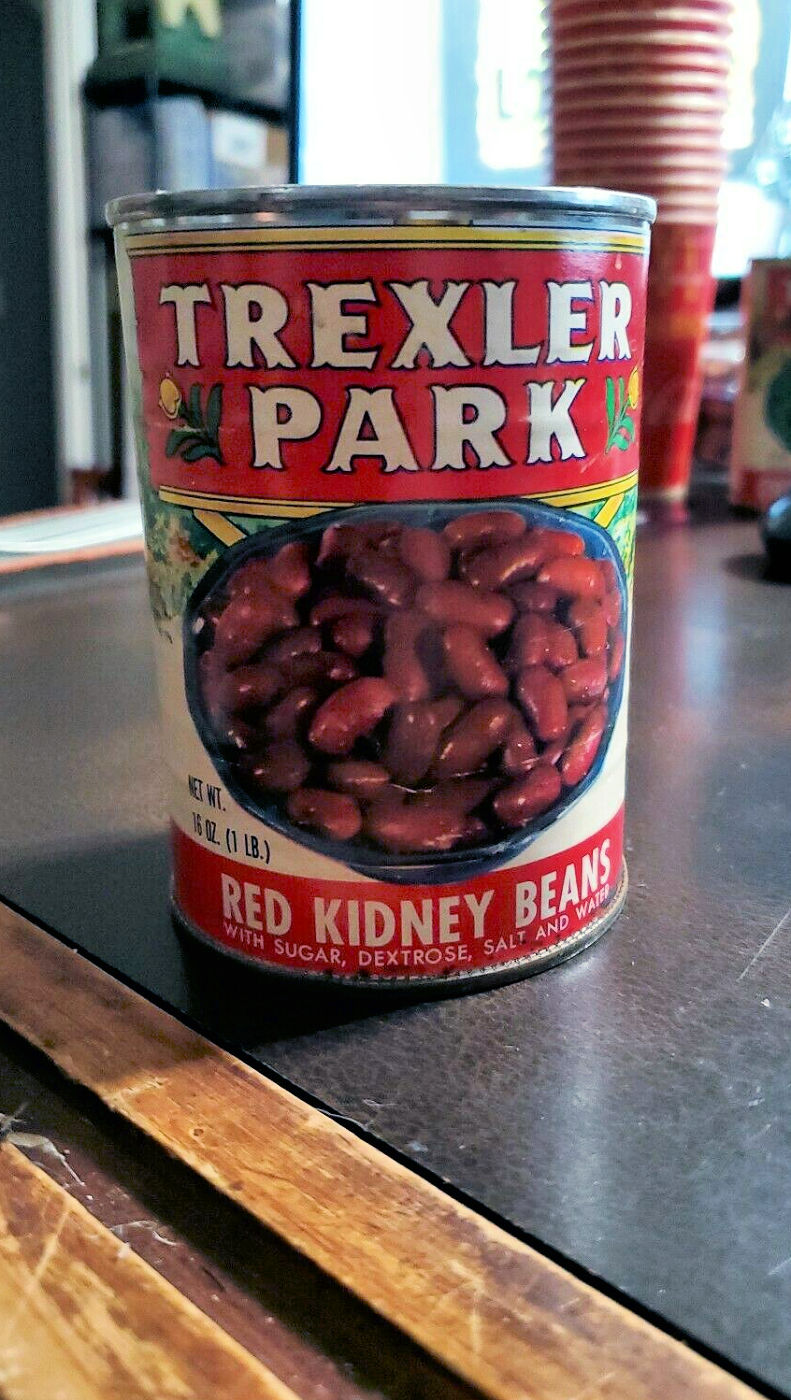 TREXLER
PARK
NET WT.
16 OZ. (1 LB.)
RED KIDNEY BEANS
WITH SUGAR, DEXTROSE, SALT AND WATER